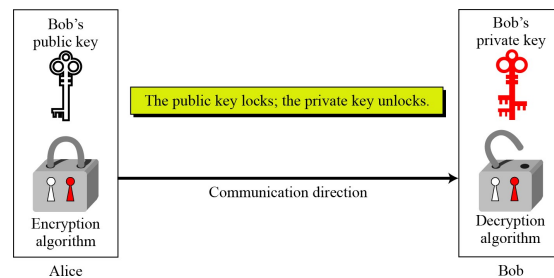 Bob's
public key
Bob's
private key
The public key locks; the private key unlocks.
Communication direction
Encryption
algorithm
Decryption
algorithm
Alice
Bob